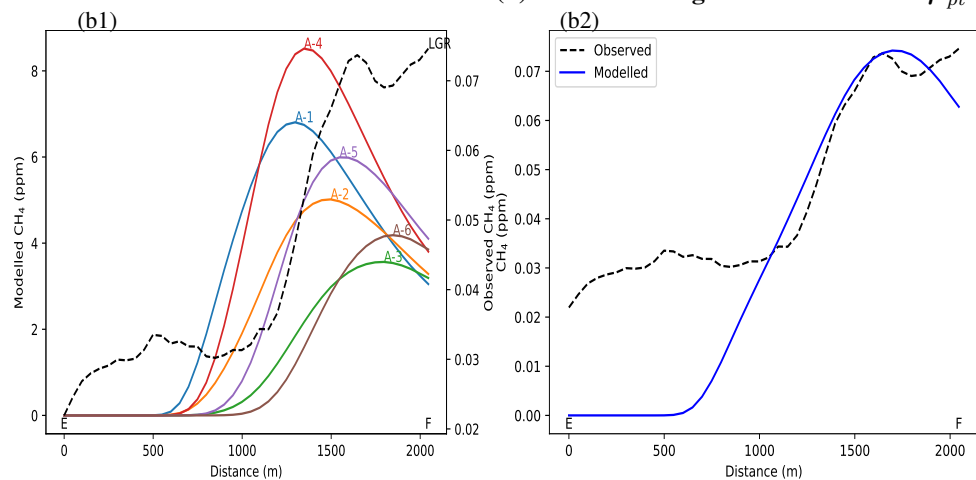 (b1)
(b2)
pt
LGR
A-4
A-1
A-5
A-2
A-6
A-3
8
6
4
2
0
0.07
0.06
0.05
0.04
0.03
0.02
Modelled CH₄ (ppm)
Observed CH₄ (ppm)
E
F
0 500 1000 1500 2000
Distance (m)
Observed
Modelled
0.07
0.06
0.05
0.04
0.03
0.02
0.01
0.00
CH₄ (ppm)
E
F
0 500 1000 1500 2000
Distance (m)